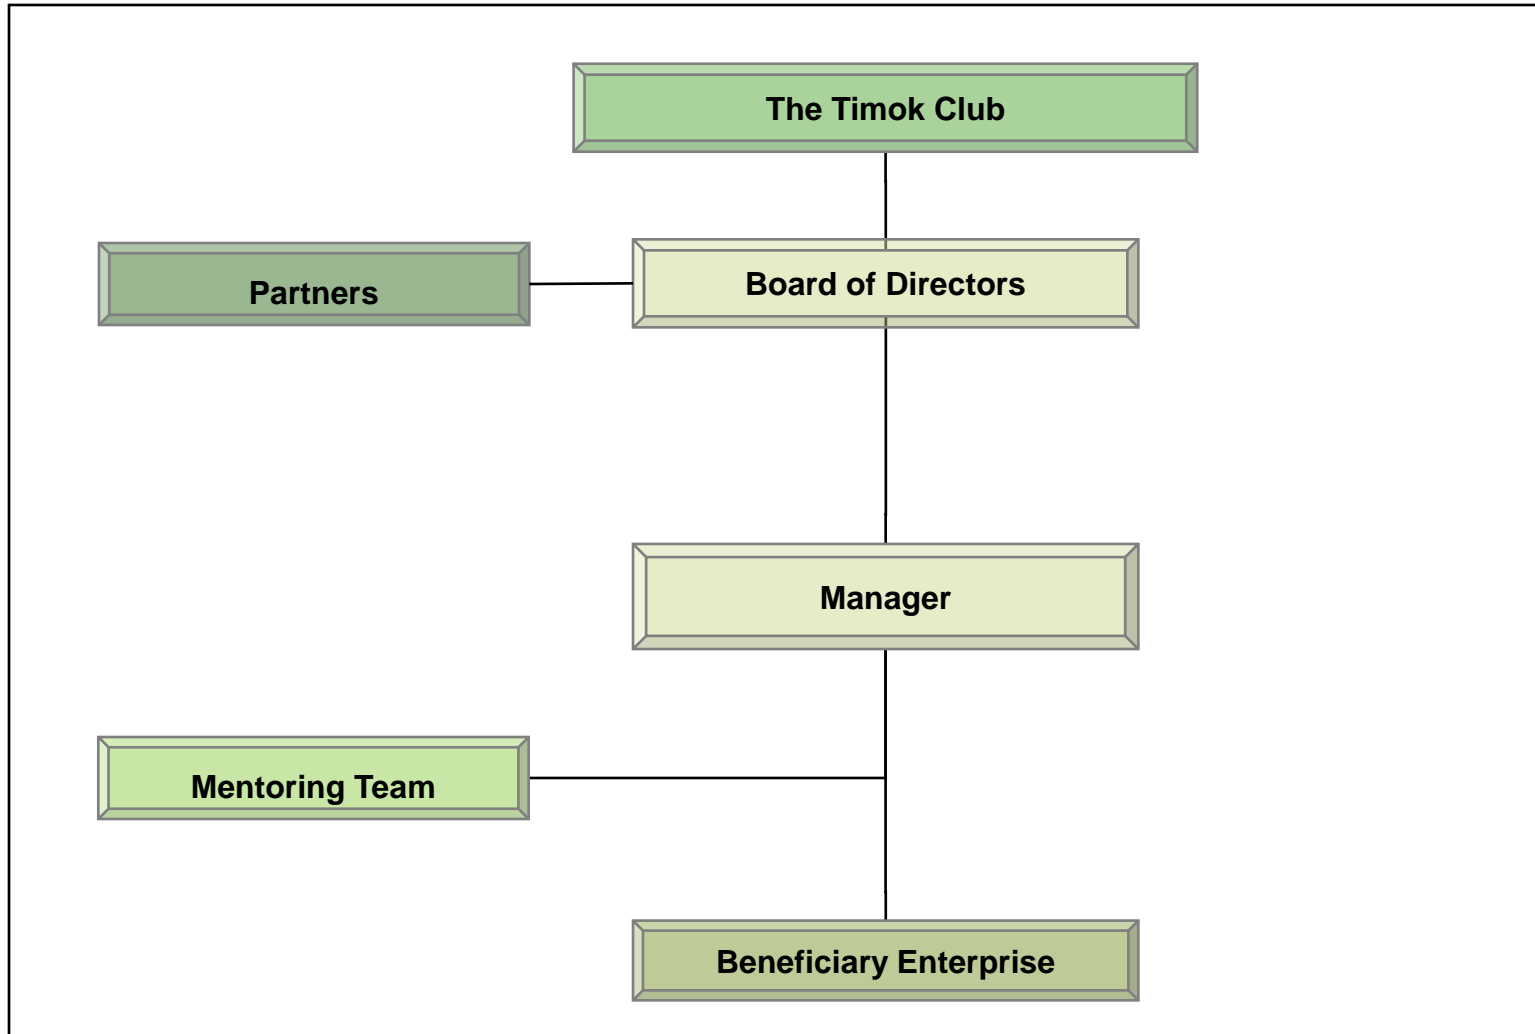 The Timok Club
Partners
Board of Directors
Manager
Mentoring Team
Beneficiary Enterprise